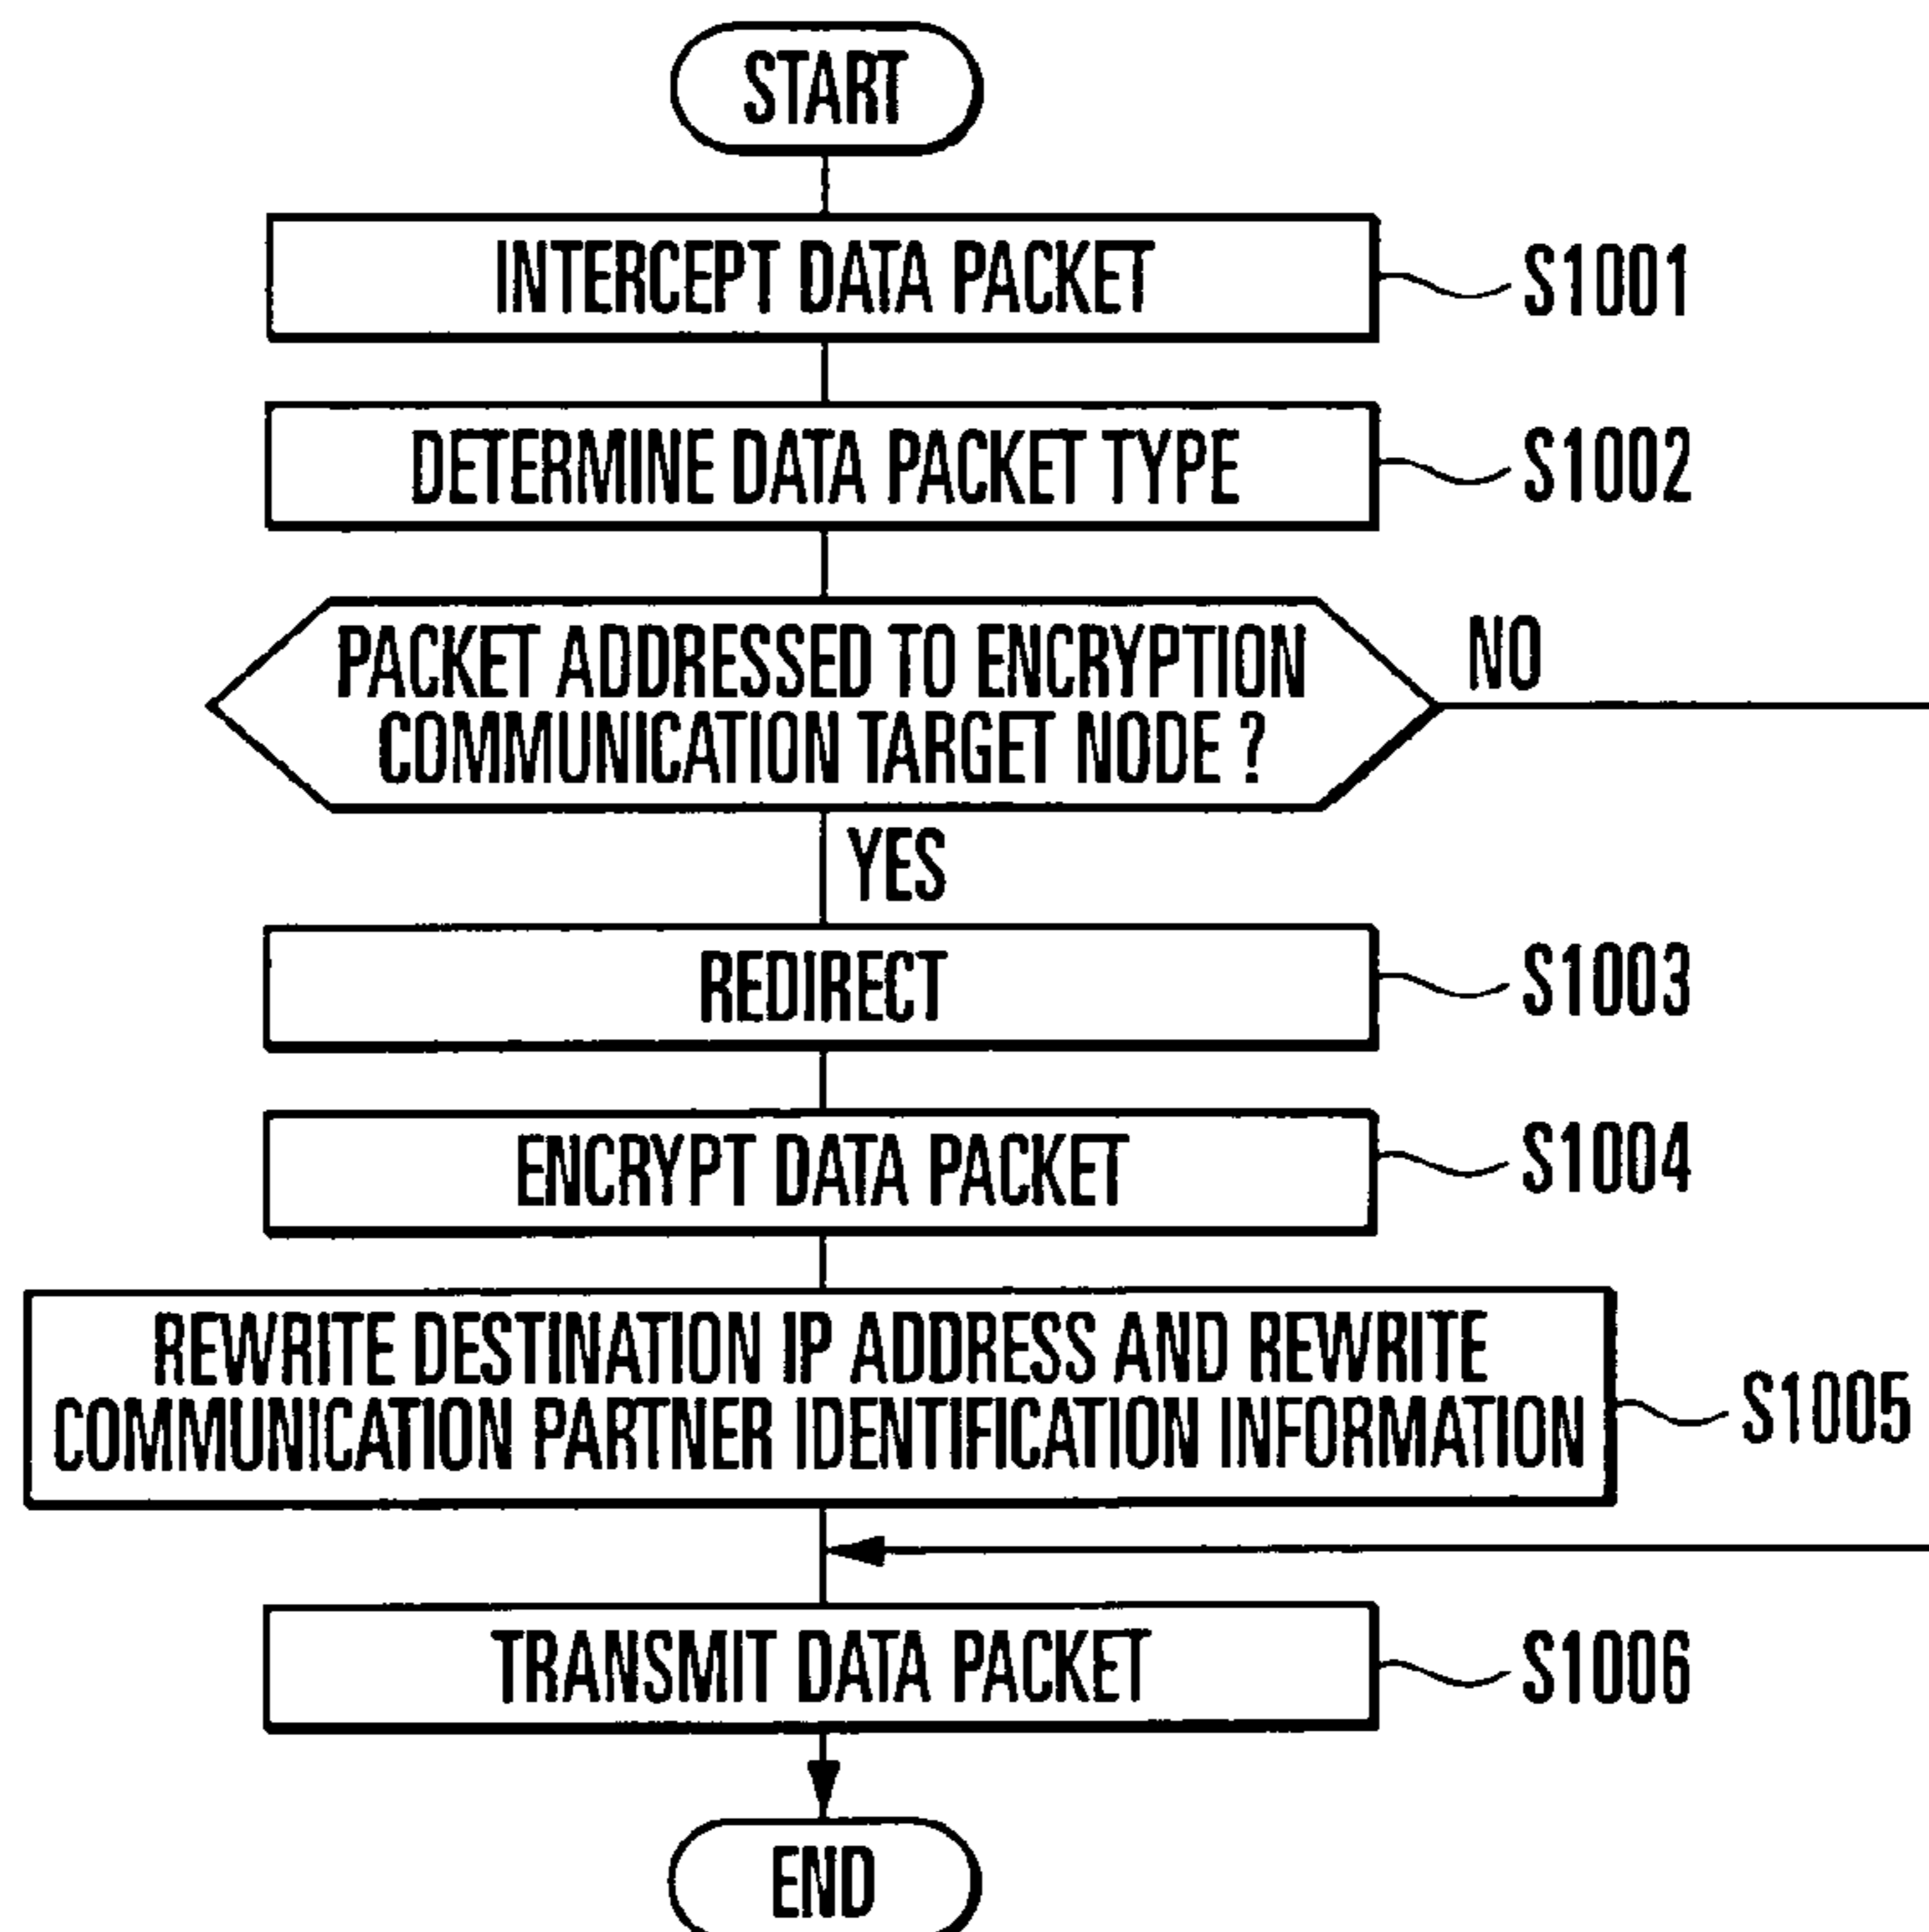 START
INTERCEPT DATA PACKET
S1001
DETERMINE DATA PACKET TYPE
S1002
PACKET ADDRESSED TO ENCRYPTION
COMMUNICATION TARGET NODE ?
NO
YES
REDIRECT
S1003
ENCRYPT DATA PACKET
S1004
REWRITE DESTINATION IP ADDRESS AND REWRITE
COMMUNICATION PARTNER IDENTIFICATION INFORMATION
S1005
TRANSMIT DATA PACKET
S1006
END